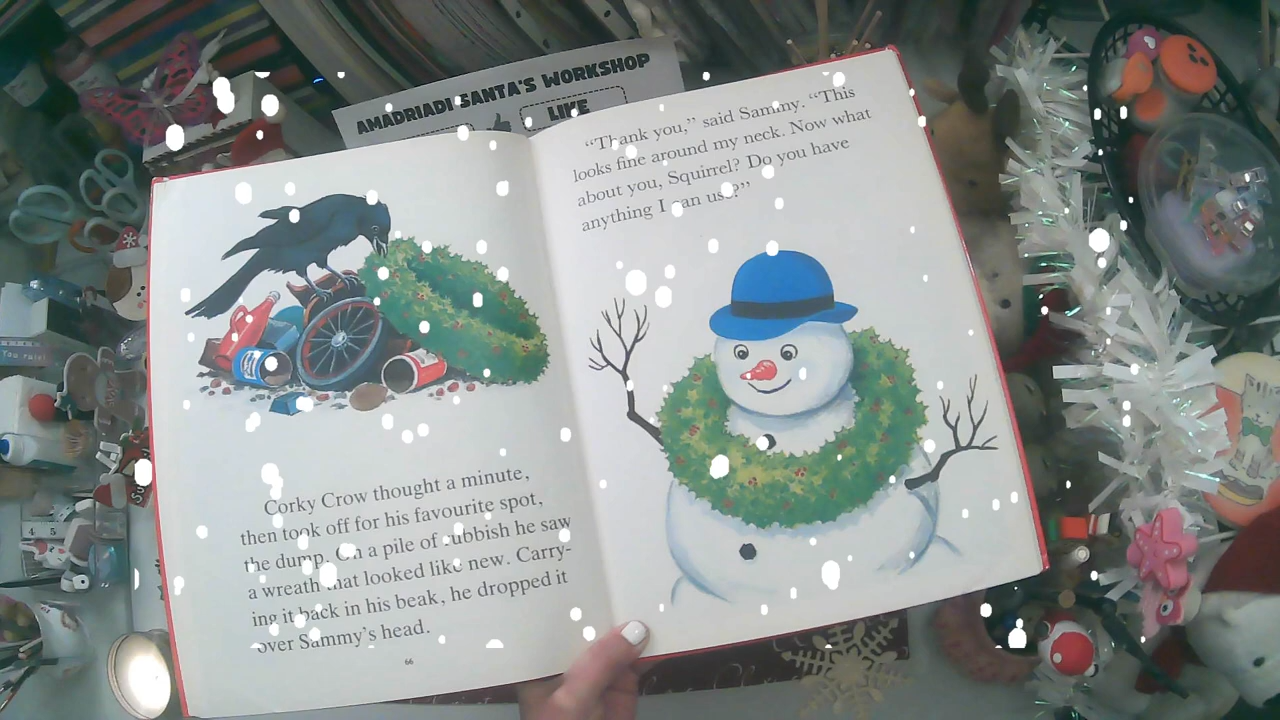 AMADRIADI SANTA'S WORKSHOP
LIKE
Corky Crow thought a minute,
then took off for his favourite spot,
the dump. On a pile of rubbish he saw
a wreath that looked like new. Carry-
ing it back in his beak, he dropped it
over Sammy's head.
66
“Thank you,” said Sammy. “This
looks fine around my neck. Now what
about you, Squirrel? Do you have
anything I can use?”